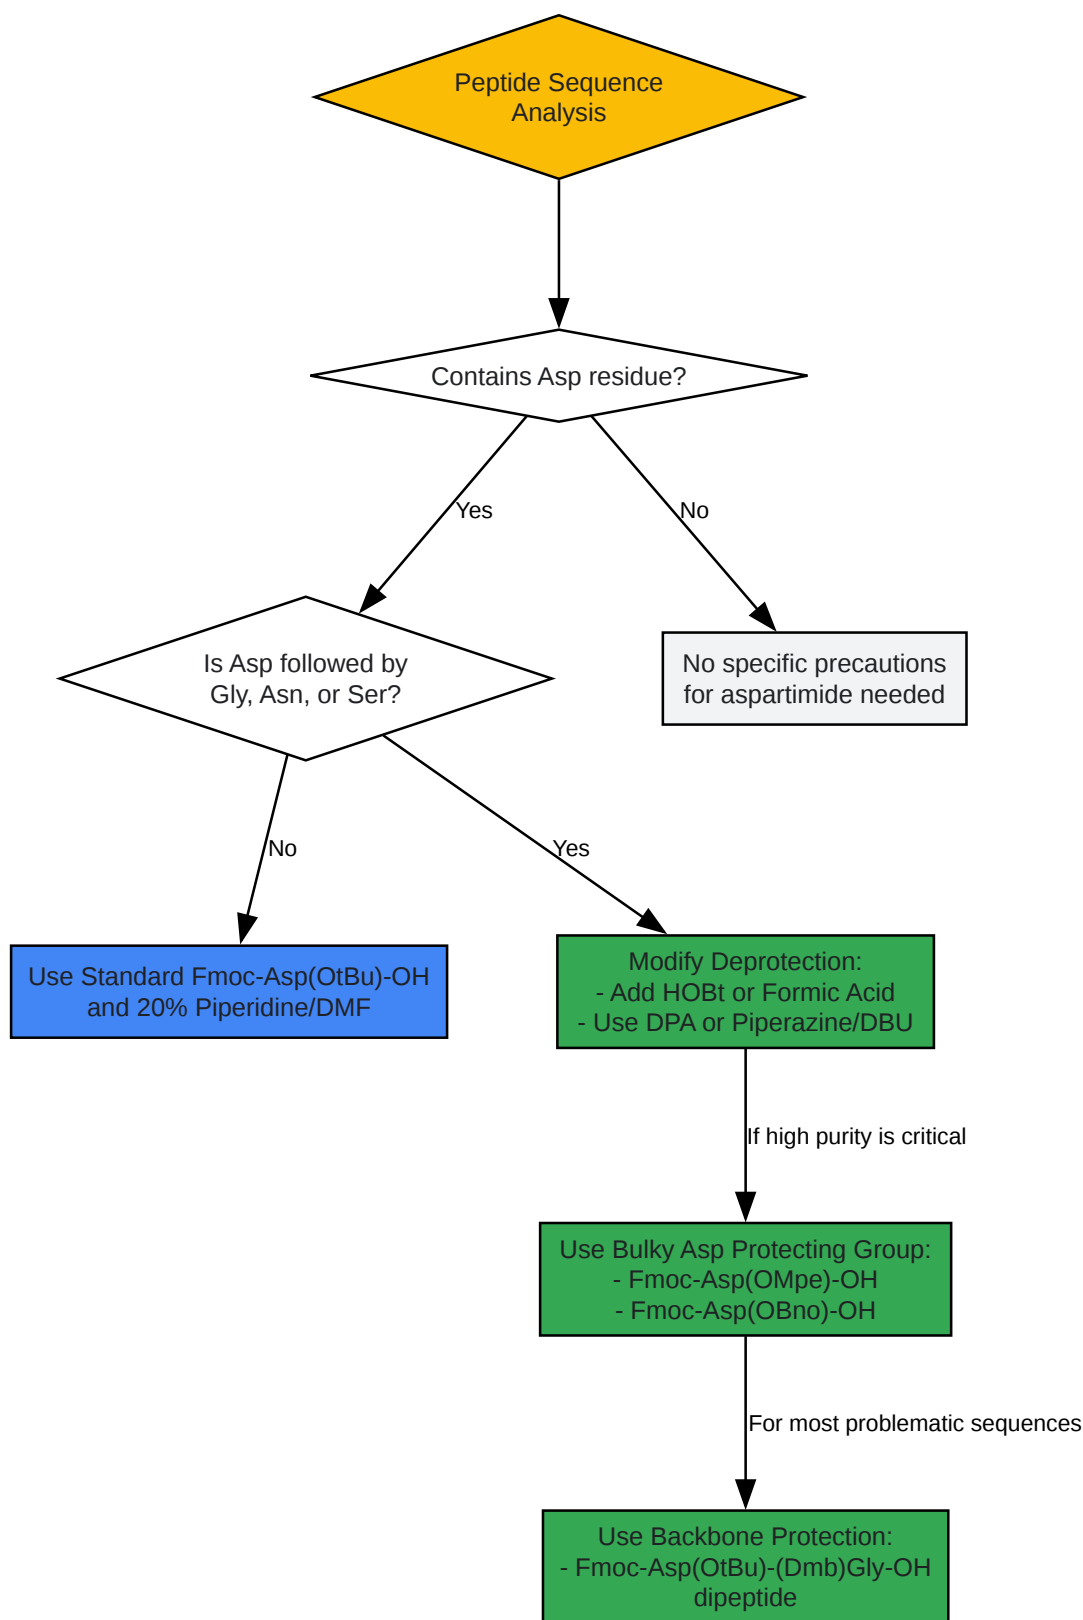 Peptide Sequence
Analysis
Contains Asp residue?
Yes
No
Is Asp followed by
Gly, Asn, or Ser?
No specific precautions
for aspartimide needed
No
Yes
Use Standard Fmoc-Asp(OtBu)-OH
and 20% Piperidine/DMF
Modify Deprotection:
- Add HOBt or Formic Acid
- Use DPA or Piperazine/DBU
If high purity is critical
Use Bulky Asp Protecting Group:
- Fmoc-Asp(OMpe)-OH
- Fmoc-Asp(OBno)-OH
For most problematic sequences
Use Backbone Protection:
- Fmoc-Asp(OtBu)-(Dmb)Gly-OH
dipeptide